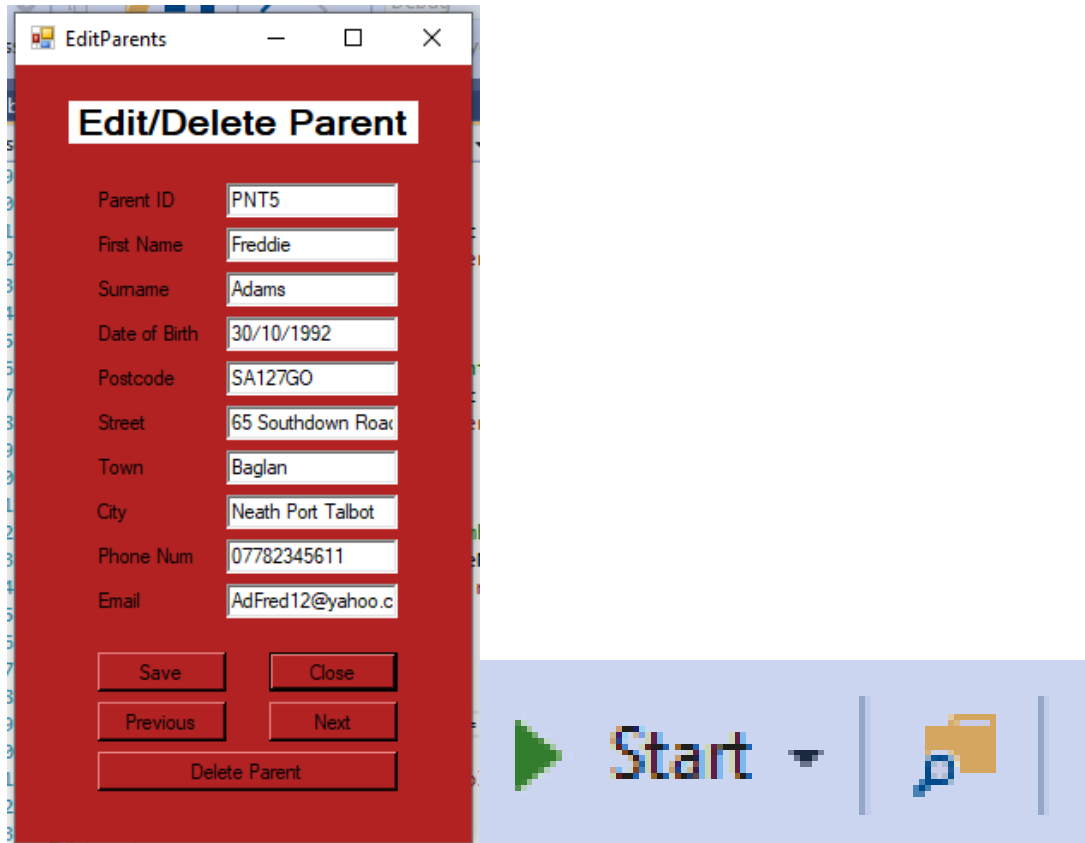 EditParents
Edit/Delete Parent
Parent ID PNT5
First Name Freddie
Surname Adams
Date of Birth 30/10/1992
Postcode SA127GO
Street 65 Southdown Road
Town Baglan
City Neath Port Talbot
Phone Num 07782345611
Email AdFred12@yahoo.c
Save Close
Previous Next
Delete Parent
Start